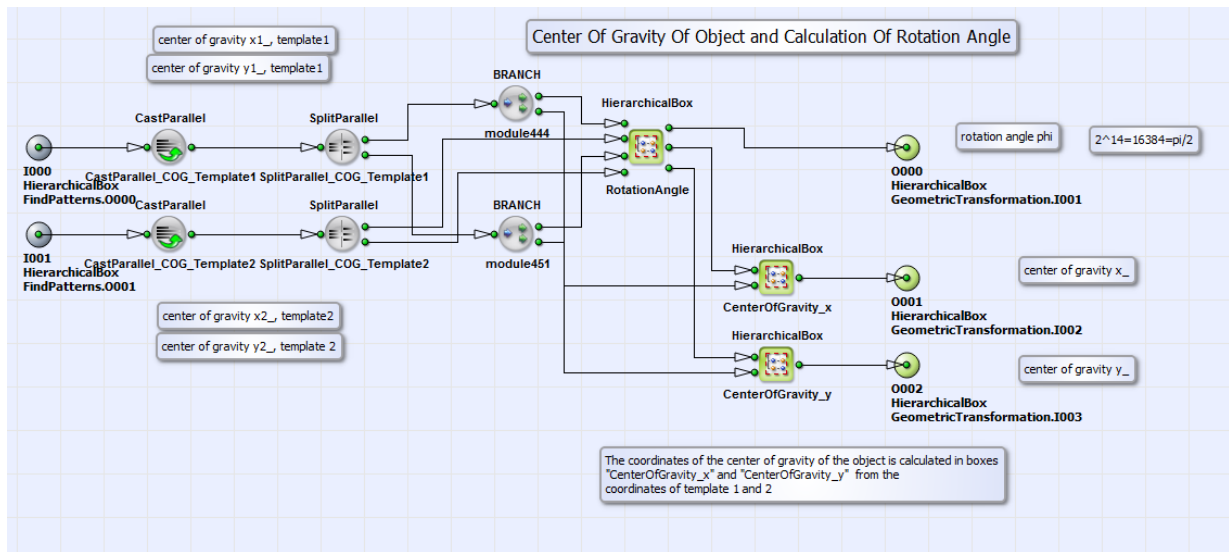 center of gravity x1_, template1
center of gravity y1_, template1
Center Of Gravity Of Object and Calculation Of Rotation Angle
BRANCH
module444
HierarchicalBox
RotationAngle
CastParallel
CastParallel_COG_Template1
SplitParallel
SplitParallel_COG_Template1
I000
HierarchicalBox
FindPatterns.O000
rotation angle phi
2^14=16384=pi/2
O000
HierarchicalBox
GeometricTransformation.I001
CastParallel
CastParallel_COG_Template2
SplitParallel
SplitParallel_COG_Template2
BRANCH
module451
I001
HierarchicalBox
FindPatterns.O001
HierarchicalBox
CenterOfGravity_x
center of gravity x_
O001
HierarchicalBox
GeometricTransformation.I002
center of gravity x2_, template2
center of gravity y2_, template 2
HierarchicalBox
CenterOfGravity_y
center of gravity y_
O002
HierarchicalBox
GeometricTransformation.I003
The coordinates of the center of gravity of the object is calculated in boxes
"CenterOfGravity_x" and "CenterOfGravity_y" from the
coordinates of template 1 and 2